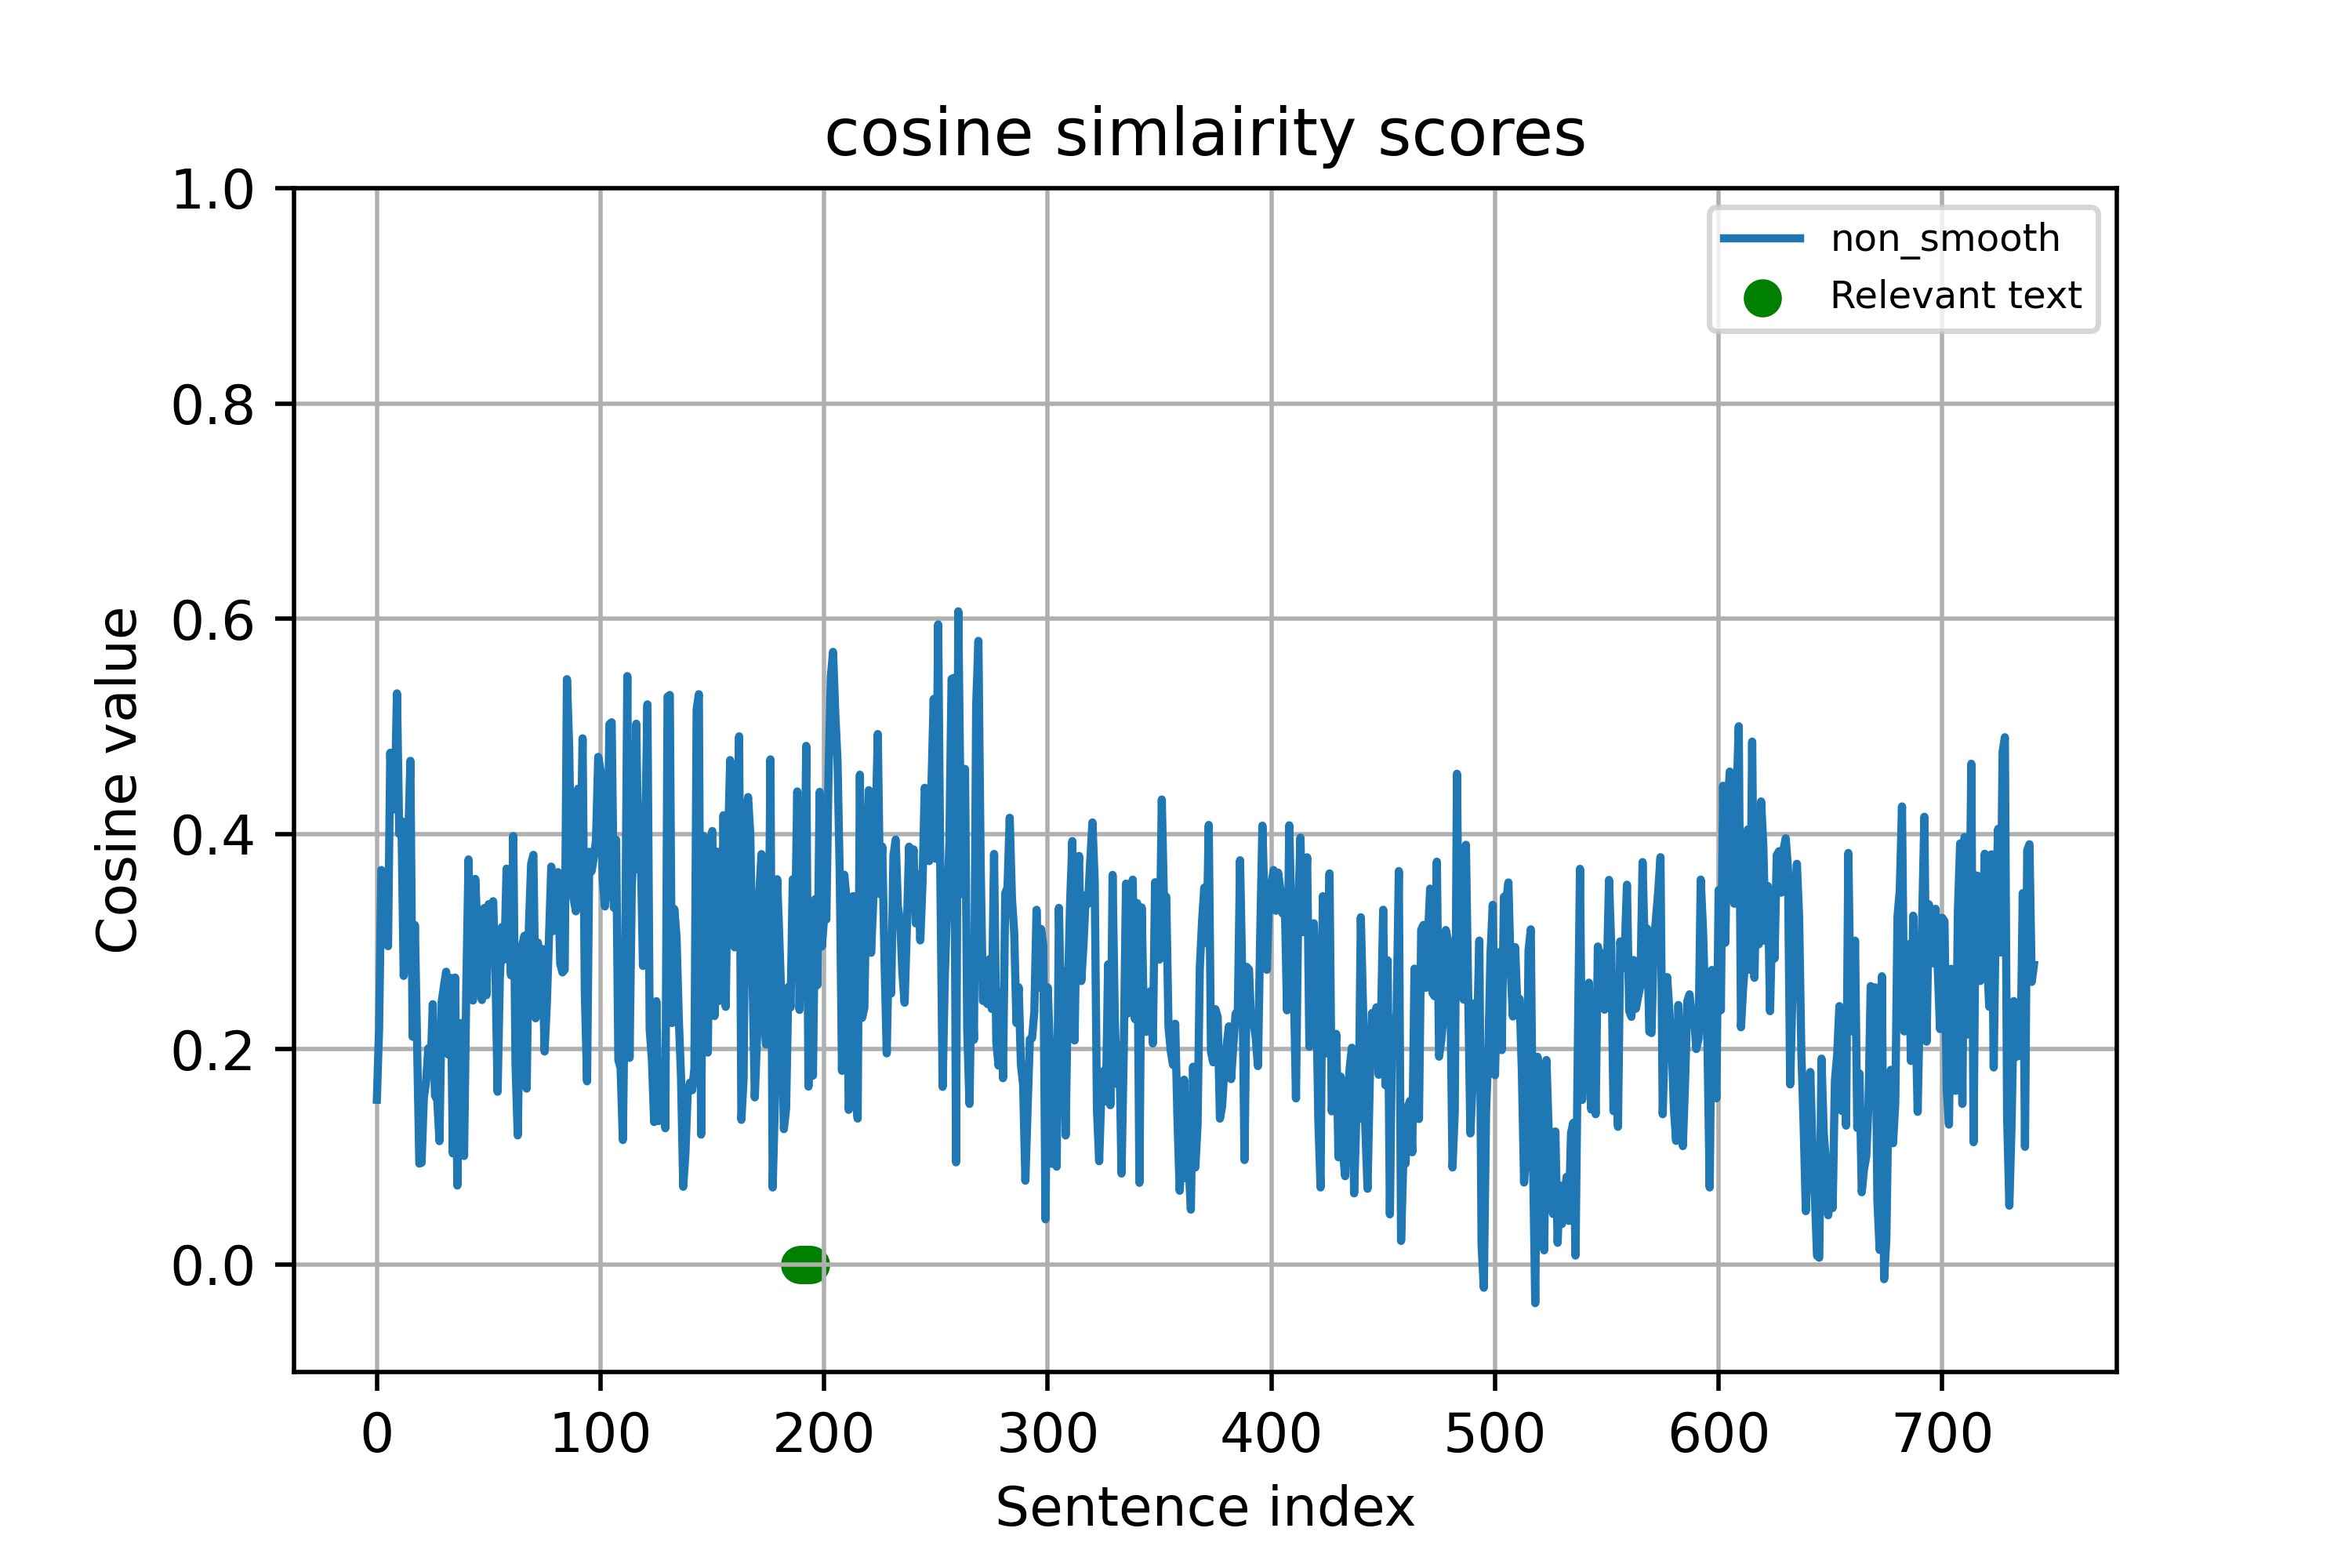 cosine simlairity scores
1.0
0.8
0.6
0.4
0.2
0.0
Cosine value
non_smooth
Relevant text
0 100 200 300 400 500 600 700
Sentence index